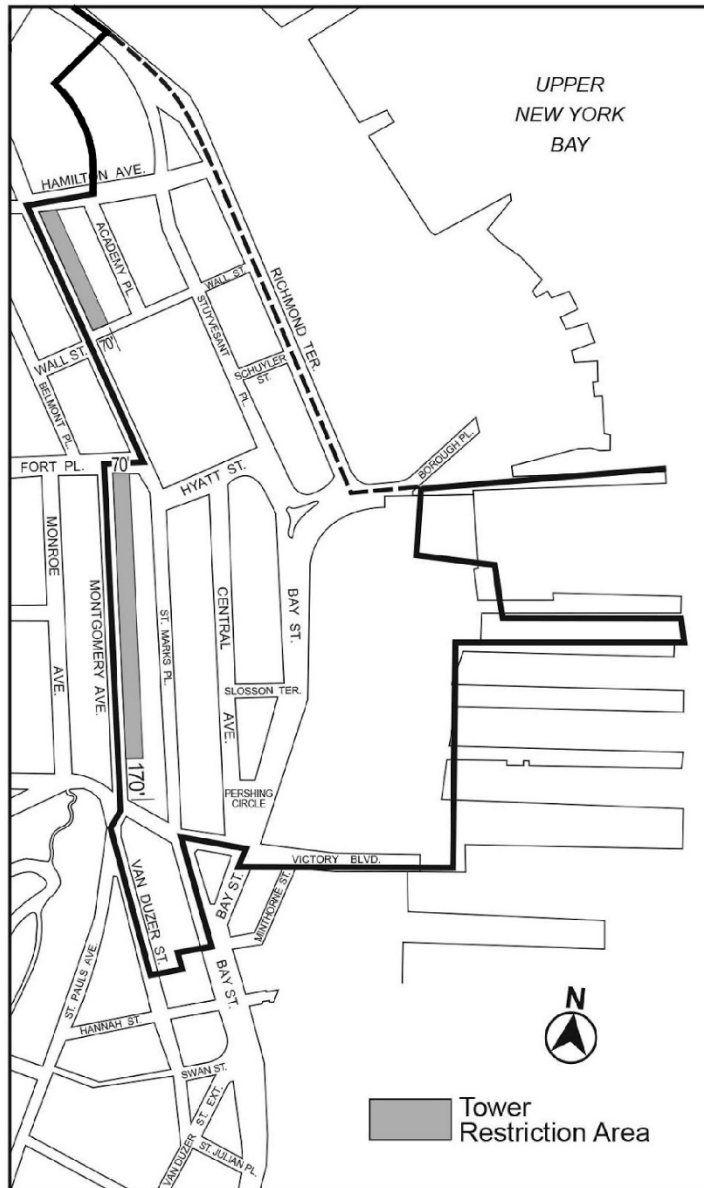 UPPER
NEW YORK
BAY
HAMILTON AVE.
ACADEMY PL.
WALL ST.
RICHMOND TER.
STUYVESANT
PL.
WALL ST.
70'
SCHUYLER
ST.
BELMONT PL.
BOROUGH PL.
FORT PL.
70'
HYATT ST.
MONROE
AVE.
MONTGOMERY AVE.
ST. MARKS PL.
CENTRAL
AVE.
BAY ST.
SLOSSON TER.
170'
PERSHING
CIRCLE
VICTORY BLVD.
VAN DUZER ST.
BAY ST.
MINTHORNE ST.
ST. PAULS AVE.
BAY ST.
HANNAH ST.
SWAN ST.
VAN DUZER ST. EXT.
ST. JULIAN PL.
N
Tower
Restriction Area